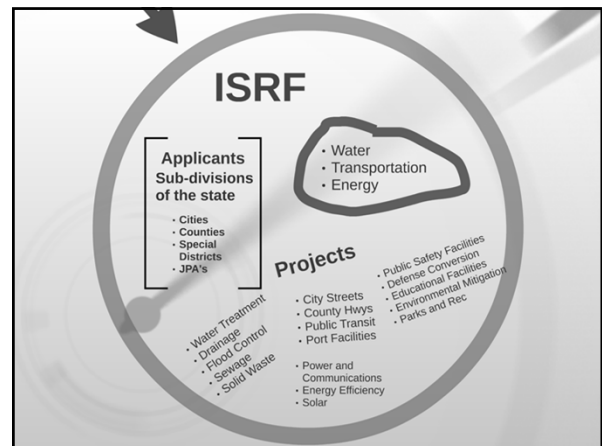 ISRF
Applicants
Sub-divisions
of the state
• Cities
• Counties
• Special
Districts
• JPA's
• Water
• Transportation
• Energy
Projects
• Water Treatment
• Drainage
• Flood Control
• Sewage
• Solid Waste
• City Streets
• County Hwys
• Public Transit
• Port Facilities
• Power and
Communications
• Energy Efficiency
• Solar
• Public Safety Facilities
• Defense Conversion
• Educational Facilities
• Environmental Mitigation
• Parks and Rec